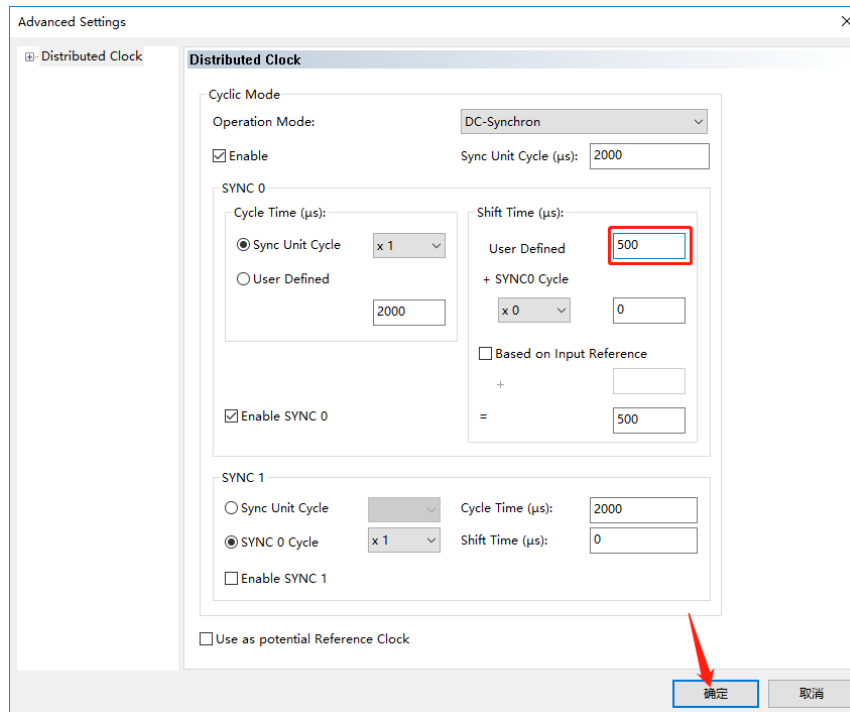 Advanced Settings
Distributed Clock
Distributed Clock
Cyclic Mode
Operation Mode: DC-Synchron
Enable Sync Unit Cycle (µs): 2000
SYNC 0
Cycle Time (µs):
Sync Unit Cycle x 1
User Defined
2000
Shift Time (µs):
User Defined 500
+ SYNC0 Cycle
x 0 0
Based on Input Reference
+
= 500
Enable SYNC 0
SYNC 1
Sync Unit Cycle Cycle Time (µs): 2000
SYNC 0 Cycle x 1 Shift Time (µs): 0
Enable SYNC 1
Use as potential Reference Clock
确定 取消